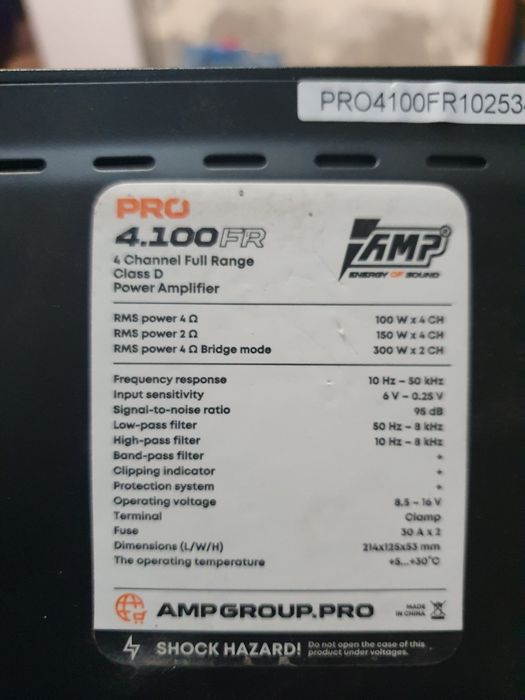 PRO4100FR10253
PRO
4.100FR
4 Channel Full Range
Class D
Power Amplifier
AMP®
ENERGY OF SOUND
RMS power 4 Ω 100 W x 4 CH
RMS power 2 Ω 150 W x 4 CH
RMS power 4 Ω Bridge mode 300 W x 2 CH
Frequency response 10 Hz – 50 kHz
Input sensitivity 6 V – 0.25 V
Signal-to-noise ratio 95 dB
Low-pass filter 50 Hz – 8 kHz
High-pass filter 10 Hz – 8 kHz
Band-pass filter +
Clipping indicator +
Protection system +
Operating voltage 8.5 – 16 V
Terminal Clamp
Fuse 30 A x 2
Dimensions (L/W/H) 214x125x53 mm
The operating temperature +5...+30°C
AMPGROUP.PRO
MADE
IN CHINA
SHOCK HAZARD! Do not open the case of this
product under voltages.